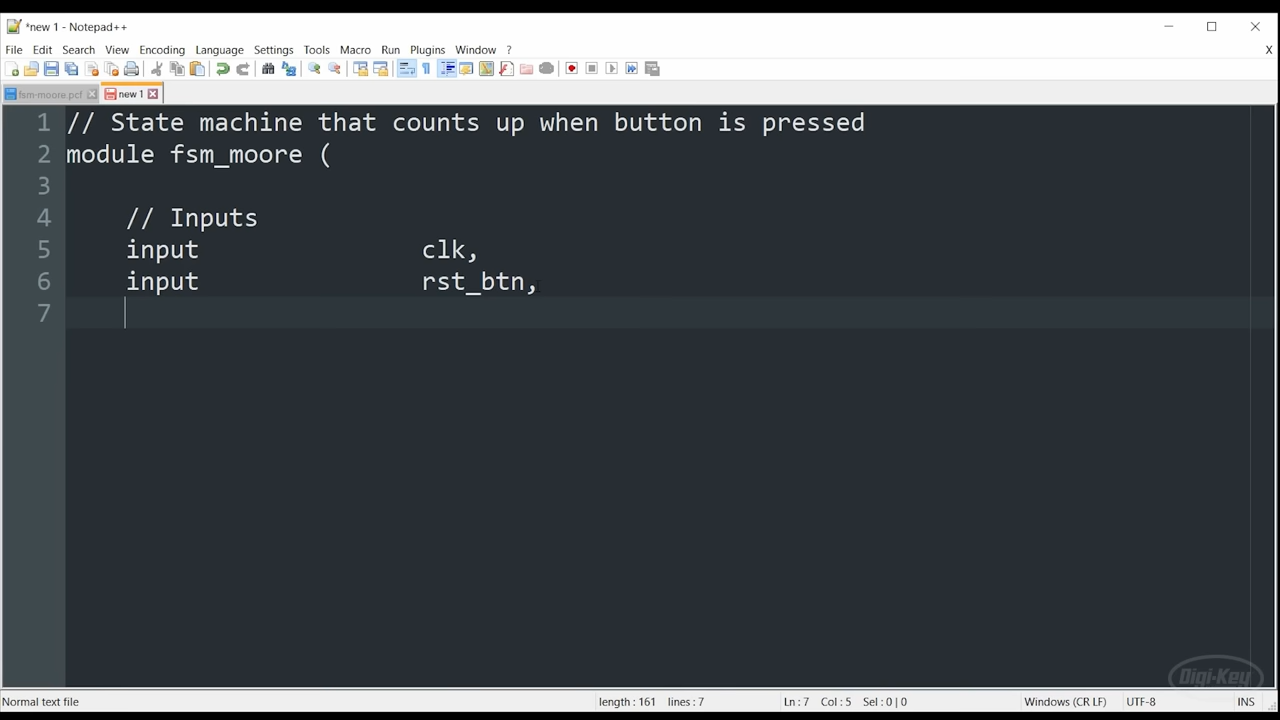 *new 1 - Notepad++
File Edit Search View Encoding Language Settings Tools Macro Run Plugins Window ? X
fsm-moore.pcf new 1
1 // State machine that counts up when button is pressed
2 module fsm_moore (
3
4 // Inputs
5 input clk,
6 input rst_btn,
7
Digi-Key
Normal text file length : 161 lines : 7 Ln : 7 Col : 5 Sel : 0 | 0 Windows (CR LF) UTF-8 INS